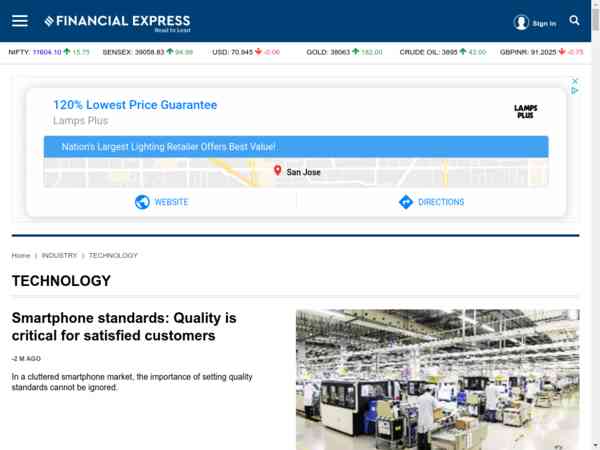 FINANCIAL EXPRESS
Read to Lead
Sign In
NIFTY: 11604.10 15.75 SENSEX: 39058.83 94.98 USD: 70.945 -0.06 GOLD: 38063 182.00 CRUDE OIL: 3895 43.00 GBPINR: 91.2025 -0.75
120% Lowest Price Guarantee
Lamps Plus
LAMPS PLUS
Nation's Largest Lighting Retailer Offers Best Value!
San Jose
WEBSITE
DIRECTIONS
Home | INDUSTRY | TECHNOLOGY
TECHNOLOGY
Smartphone standards: Quality is
critical for satisfied customers
-2 M AGO
In a cluttered smartphone market, the importance of setting quality
standards cannot be ignored.